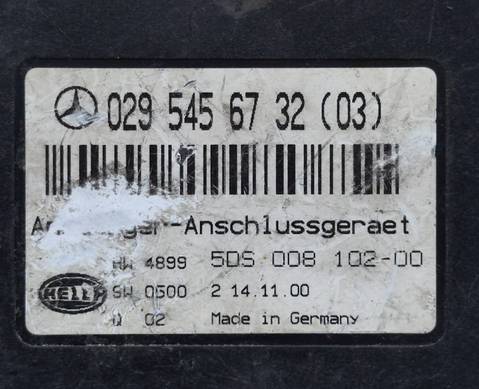 029 545 67 32 (03)
-Anschlussgeraet
HW 4899 5DS 008 102-00
HELLA SW 0500 2 14.11.00
Q 02 Made in Germany